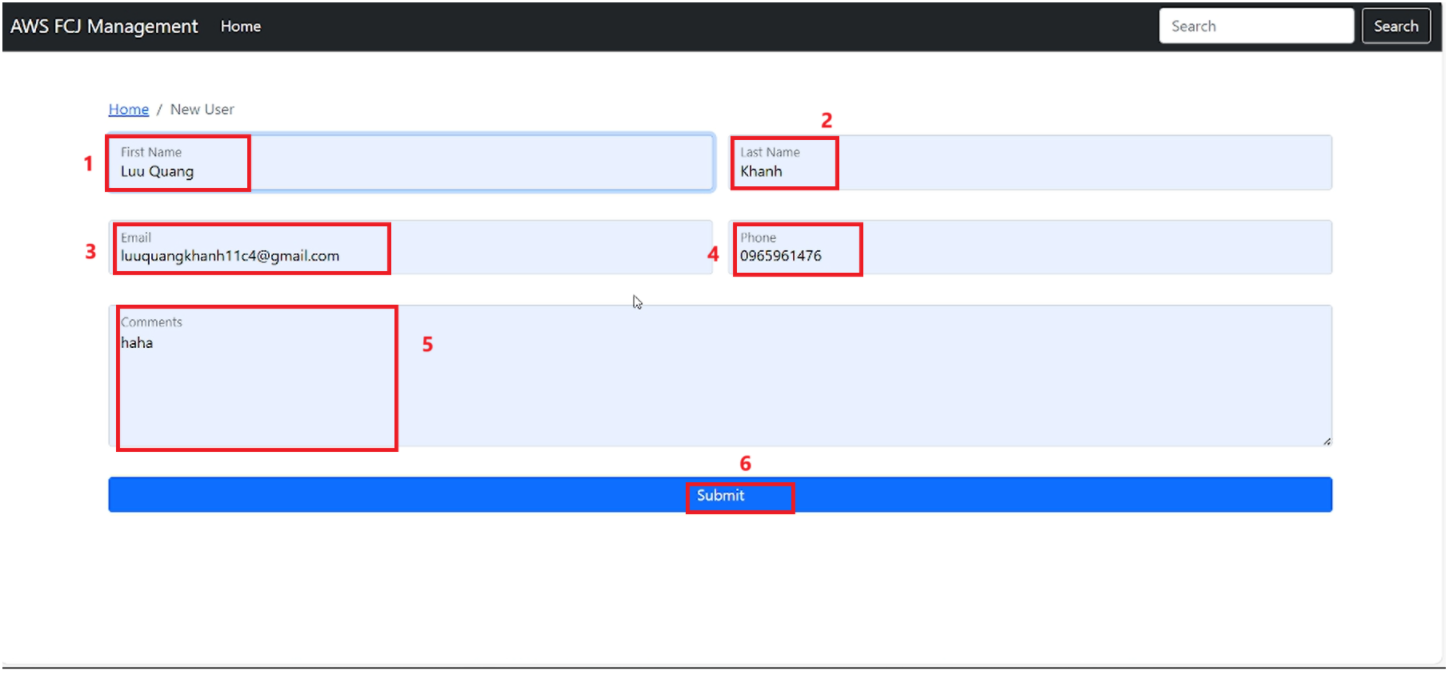 AWS FCJ Management Home Search Search
Home / New User
2
1 First Name Last Name
Luu Quang Khanh
3 Email 4 Phone
luuquangkhanh11c4@gmail.com 0965961476
Comments
haha 5
6
Submit